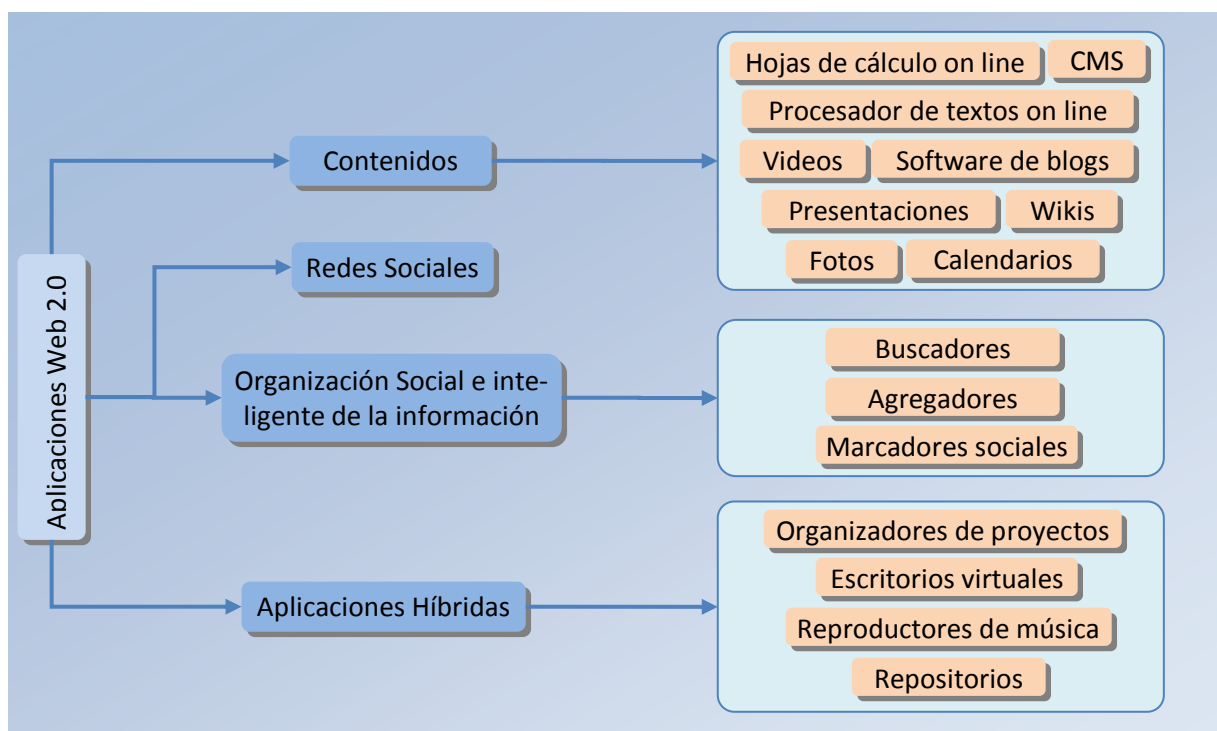 Aplicaciones Web 2.0
Contenidos
Hojas de cálculo on line
CMS
Procesador de textos on line
Videos
Software de blogs
Presentaciones
Wikis
Fotos
Calendarios
Redes Sociales
Organización Social e inte-
ligente de la información
Buscadores
Agregadores
Marcadores sociales
Aplicaciones Híbridas
Organizadores de proyectos
Escritorios virtuales
Reproductores de música
Repositorios